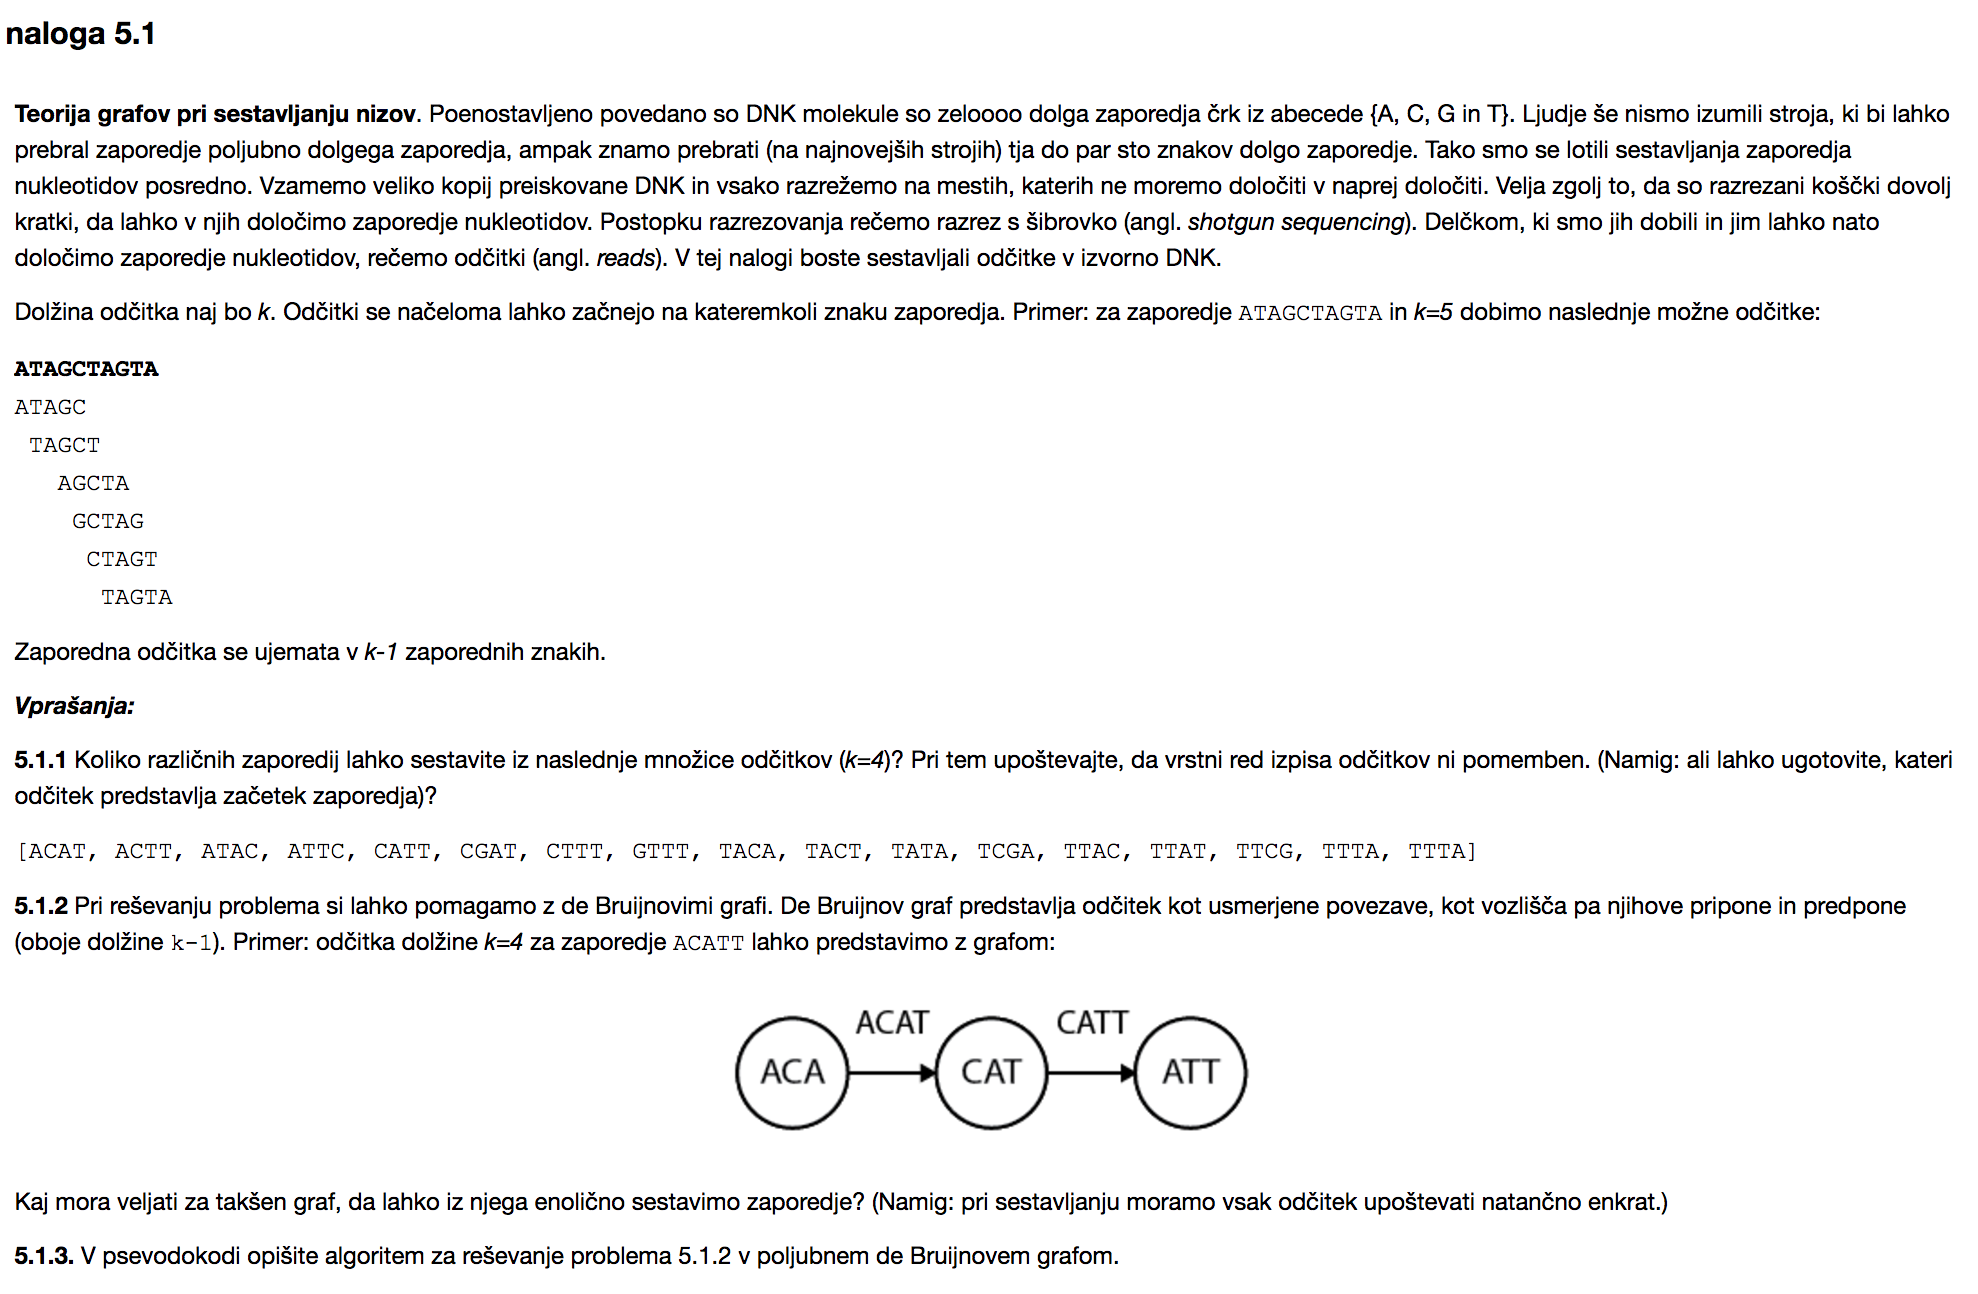 naloga 5.1
Teorija grafov pri sestavljanju nizov. Poenostavljeno povedano so DNK molekule so zeloooo dolga zaporedja črk iz abecede {A, C, G in T}. Ljudje še nismo izumili stroja, ki bi lahko
prebral zaporedje poljubno dolgega zaporedja, ampak znamo prebrati (na najnovejših strojih) tja do par sto znakov dolgo zaporedje. Tako smo se lotili sestavljanja zaporedja
nukleotidov posredno. Vzamemo veliko kopij preiskovane DNK in vsako razrežemo na mestih, katerih ne moremo določiti v naprej določiti. Velja zgolj to, da so razrezani koščki dovolj
kratki, da lahko v njih določimo zaporedje nukleotidov. Postopku razrezovanja rečemo razrez s šibrovko (angl. shotgun sequencing). Delčkom, ki smo jih dobili in jim lahko nato
določimo zaporedje nukleotidov, rečemo odčitki (angl. reads). V tej nalogi boste sestavljali odčitke v izvorno DNK.
Dolžina odčitka naj bo k. Odčitki se načeloma lahko začnejo na kateremkoli znaku zaporedja. Primer: za zaporedje ATAGCTAGTA in k=5 dobimo naslednje možne odčitke:
ATAGCTAGTA
ATAGC
TAGCT
AGCTA
GCTAG
CTAGT
TAGTA
Zaporedna odčitka se ujemata v k-1 zaporednih znakih.
Vprašanja:
5.1.1 Koliko različnih zaporedij lahko sestavite iz naslednje množice odčitkov (k=4)? Pri tem upoštevajte, da vrstni red izpisa odčitkov ni pomemben. (Namig: ali lahko ugotovite, kateri
odčitek predstavlja začetek zaporedja)?
[ACAT, ACTT, ATAC, ATTC, CATT, CGAT, CTTT, GTTT, TACA, TACT, TATA, TCGA, TTAC, TTAT, TTCG, TTTA, TTTA]
5.1.2 Pri reševanju problema si lahko pomagamo z de Bruijnovimi grafi. De Bruijnov graf predstavlja odčitek kot usmerjene povezave, kot vozlišča pa njihove pripone in predpone
(oboje dolžine k-1). Primer: odčitka dolžine k=4 za zaporedje ACATT lahko predstavimo z grafom:
ACA ACAT CAT CATT ATT
Kaj mora veljati za takšen graf, da lahko iz njega enolično sestavimo zaporedje? (Namig: pri sestavljanju moramo vsak odčitek upoštevati natančno enkrat.)
5.1.3. V psevodokodi opišite algoritem za reševanje problema 5.1.2 v poljubnem de Bruijnovem grafom.